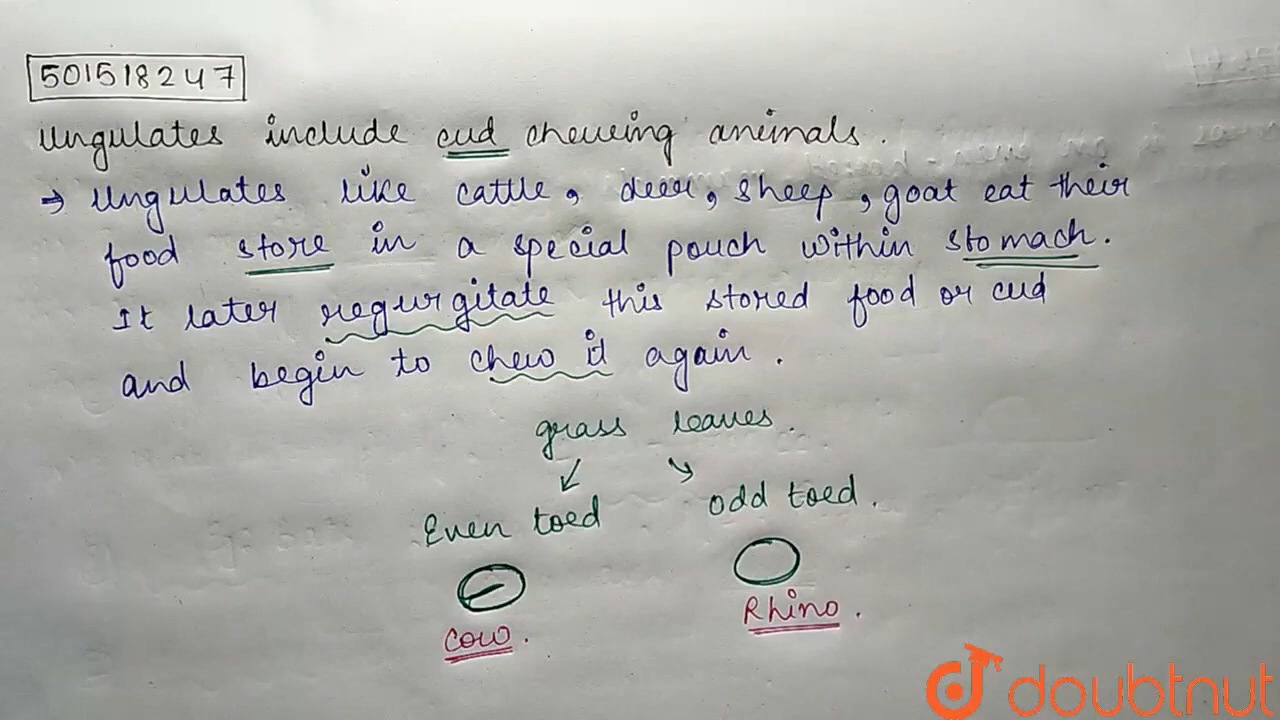 501518247
Ungulates include cud chewing animals.
→ Ungulates like cattle, deer, sheep, goat eat their
food store in a special pouch within stomach.
It later regurgitate this stored food or cud
and begin to chew it again.
grass leaves.
Even toed
odd toed.
Cow.
Rhino.
doubtnut